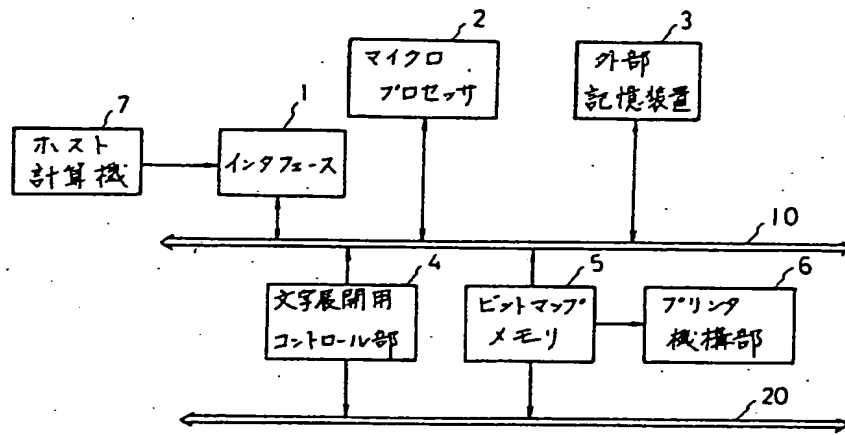 2
3
マイクロ
プロセッサ
外部
記憶装置
7
1
ホスト
計算機
インタフェース
10
4
5
6
文字展開用
コントロール部
ビットマップ
メモリ
プリンタ
機構部
20